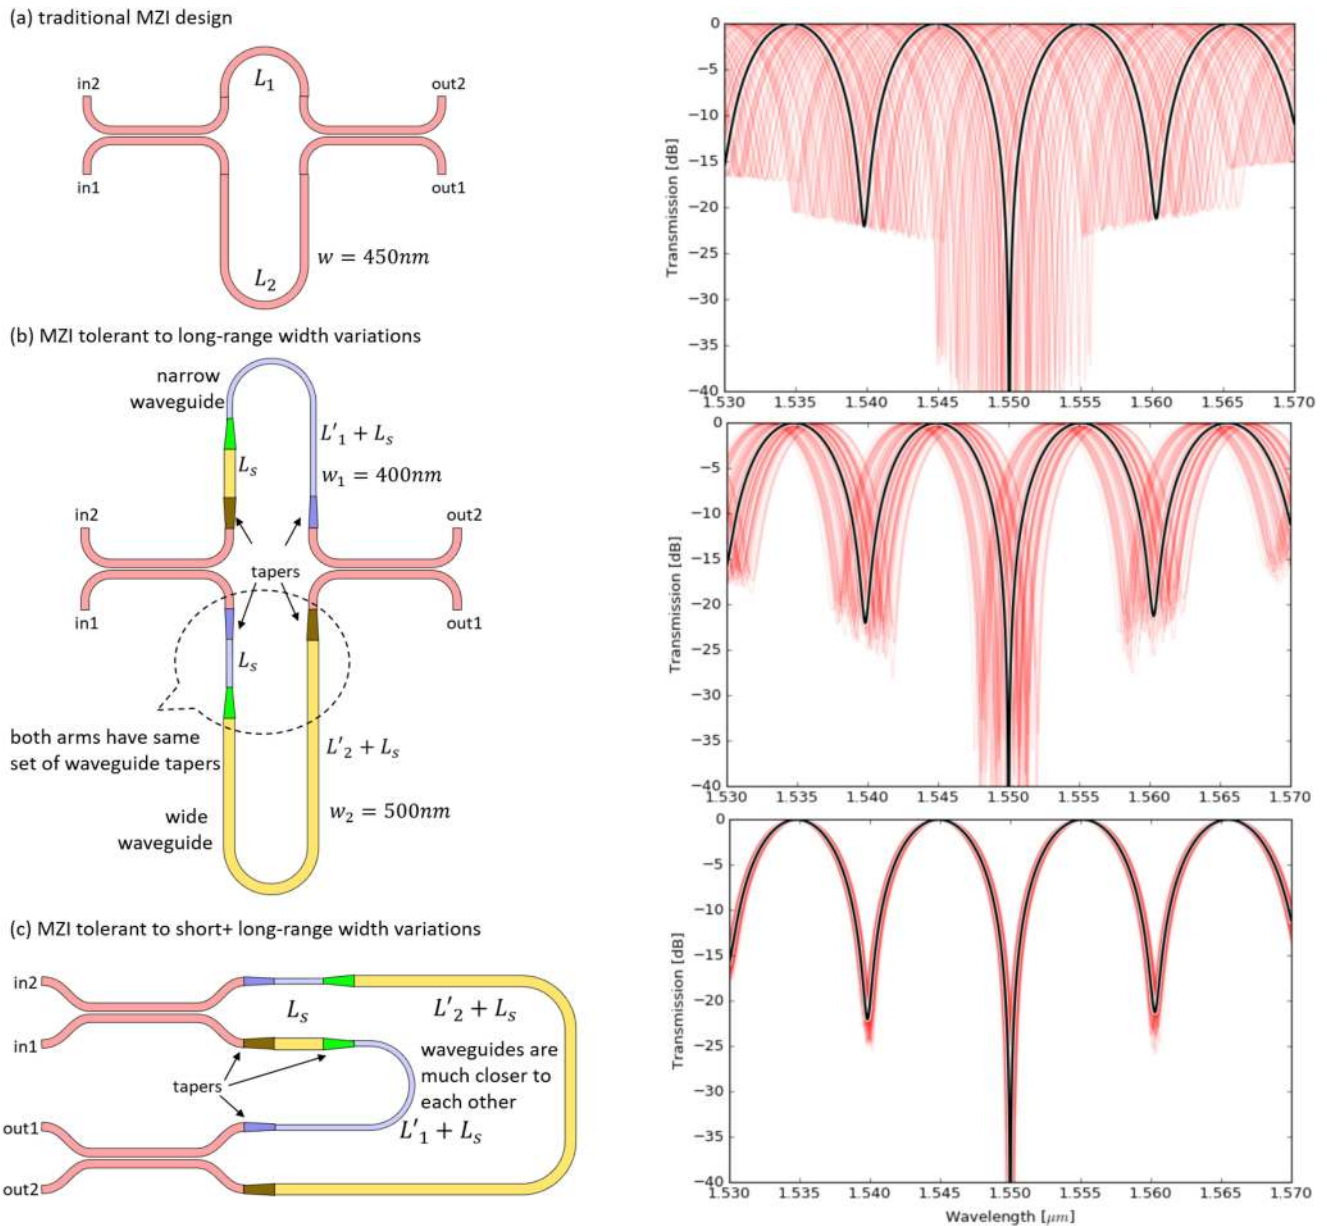 (a) traditional MZI design
L₁
in2
out2
in1
out1
w = 450nm
L₂
0
−5
−10
−15
−20
−25
−30
−35
−40
Transmission [dB]
1.530
1.535
1.540
1.545
1.550
1.555
1.560
1.565
1.570
(b) MZI tolerant to long-range width variations
narrow
waveguide
L'₁ + Lₛ
Lₛ
w₁ = 400nm
in2
out2
tapers
in1
out1
Lₛ
both arms have same
set of waveguide tapers
L'₂ + Lₛ
wide
waveguide
w₂ = 500nm
0
−5
−10
−15
−20
−25
−30
−35
−40
Transmission [dB]
1.530
1.535
1.540
1.545
1.550
1.555
1.560
1.565
1.570
(c) MZI tolerant to short+ long-range width variations
in2
Lₛ
L'₂ + Lₛ
in1
waveguides are
much closer to
each other
tapers
L'₁ + Lₛ
out1
out2
0
−5
−10
−15
−20
−25
−30
−35
−40
Transmission [dB]
1.530
1.535
1.540
1.545
1.550
1.555
1.560
1.565
1.570
Wavelength [μm]